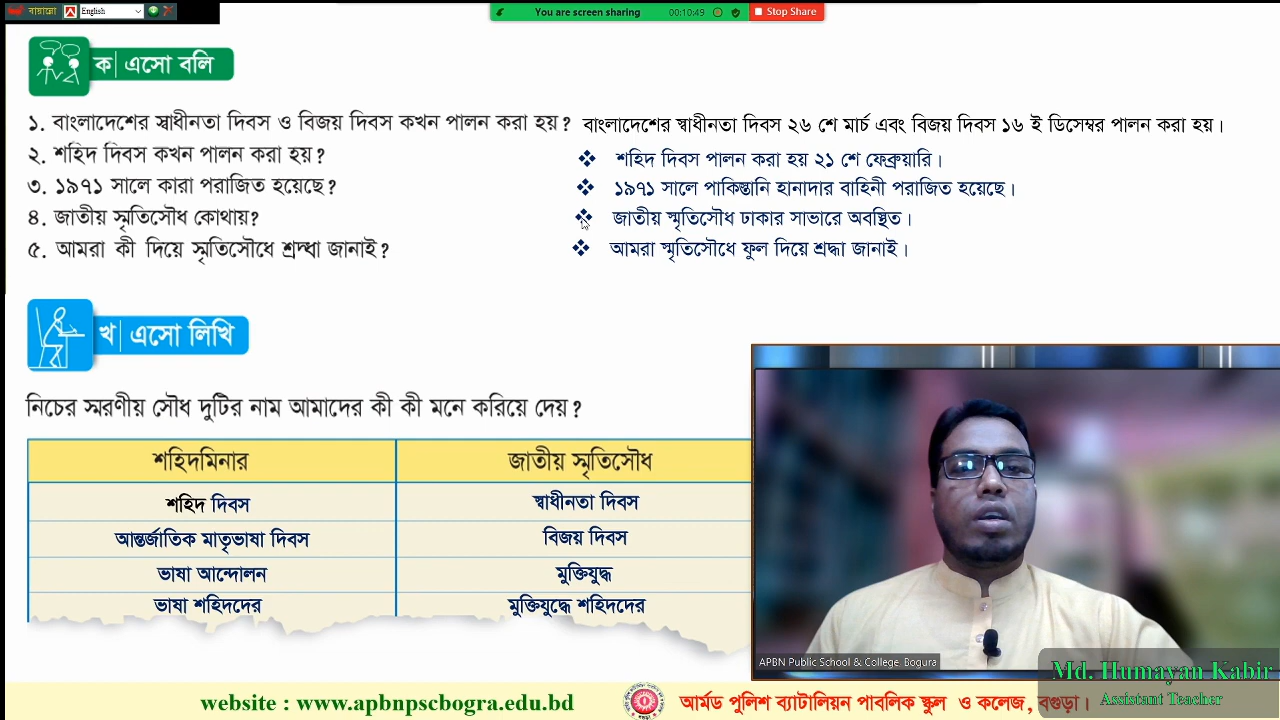 বায়ান্নো English You are screen sharing 00:10:49 Stop Share
ক এসো বলি
১. বাংলাদেশের স্বাধীনতা দিবস ও বিজয় দিবস কখন পালন করা হয়? বাংলাদেশের স্বাধীনতা দিবস ২৬ শে মার্চ এবং বিজয় দিবস ১৬ ই ডিসেম্বর পালন করা হয়।
২. শহিদ দিবস কখন পালন করা হয়? শহিদ দিবস পালন করা হয় ২১ শে ফেব্রুয়ারি।
৩. ১৯৭১ সালে কারা পরাজিত হয়েছে? ১৯৭১ সালে পাকিস্তানি হানাদার বাহিনী পরাজিত হয়েছে।
৪. জাতীয় স্মৃতিসৌধ কোথায়? জাতীয় স্মৃতিসৌধ ঢাকার সাভারে অবস্থিত।
৫. আমরা কী দিয়ে স্মৃতিসৌধে শ্রদ্ধা জানাই? আমরা স্মৃতিসৌধে ফুল দিয়ে শ্রদ্ধা জানাই।
খ এসো লিখি
নিচের স্মরণীয় সৌধ দুটির নাম আমাদের কী কী মনে করিয়ে দেয়?
শহিদমিনার জাতীয় স্মৃতিসৌধ
শহিদ দিবস স্বাধীনতা দিবস
আন্তর্জাতিক মাতৃভাষা দিবস বিজয় দিবস
ভাষা আন্দোলন মুক্তিযুদ্ধ
ভাষা শহিদদের মুক্তিযুদ্ধে শহিদদের
APBN Public School & College Bogura
Md. Humayan Kabir
Assistant Teacher
website : www.apbnpscbogra.edu.bd আর্মড পুলিশ ব্যাটালিয়ন পাবলিক স্কুল ও কলেজ, বগুড়া।